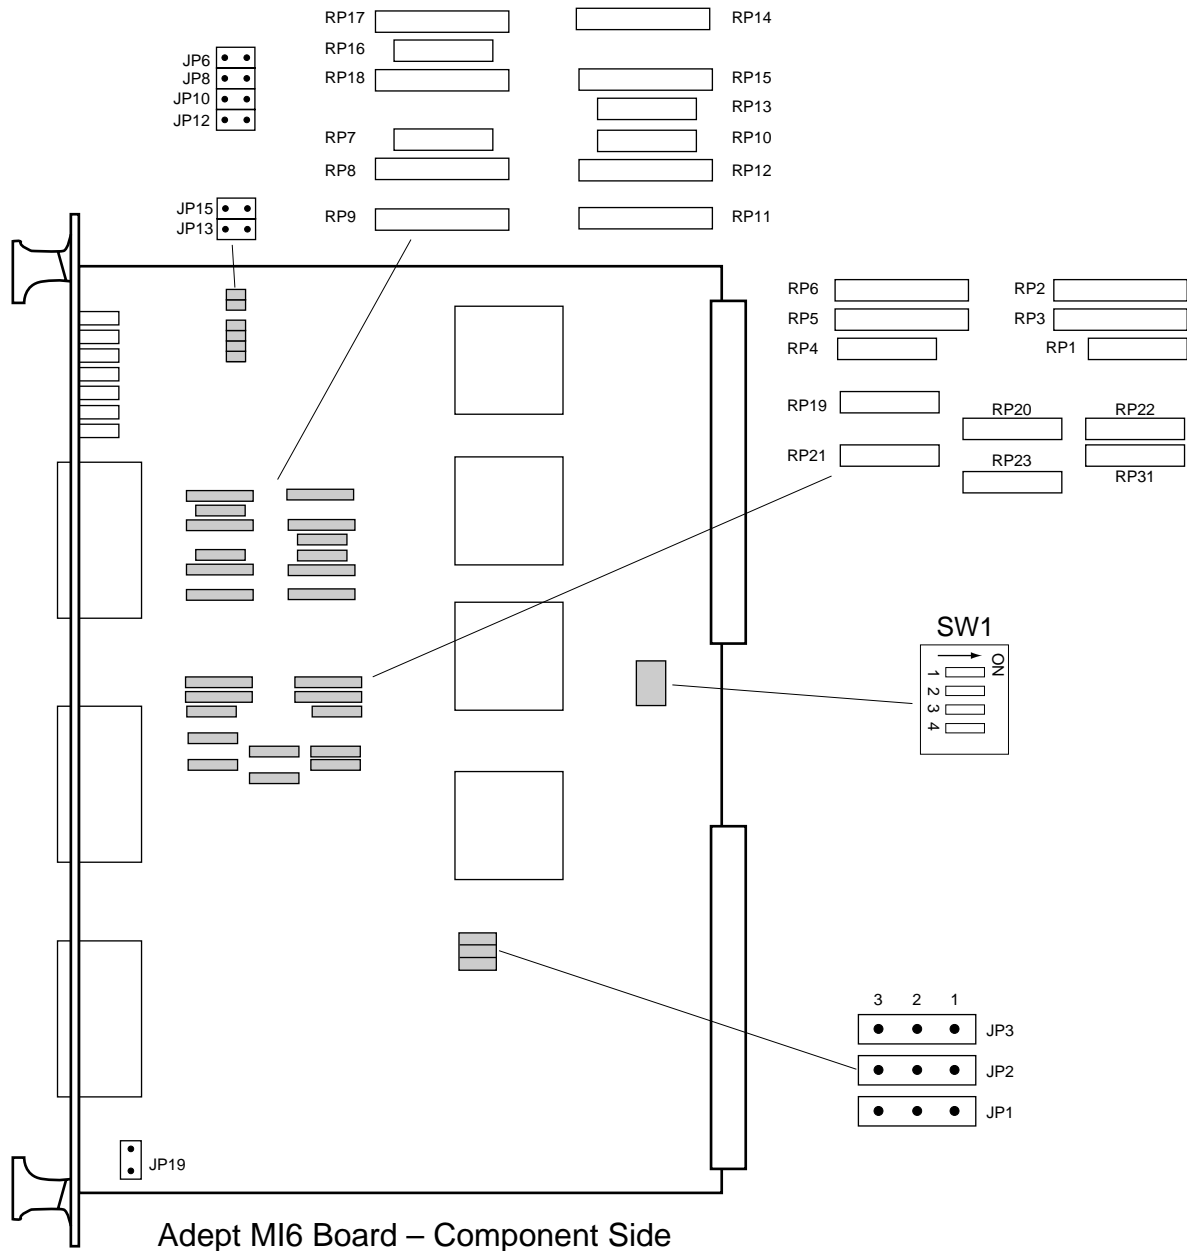 RP17
RP14
RP16
JP6
JP8
RP18
RP15
JP10
RP13
JP12
RP7
RP10
RP8
RP12
JP15
RP9
RP11
JP13
RP6
RP2
RP5
RP3
RP4
RP1
RP19
RP20
RP22
RP21
RP23
RP31
SW1
ON
1
2
3
4
3 2 1
JP3
JP2
JP1
JP19
Adept MI6 Board – Component Side